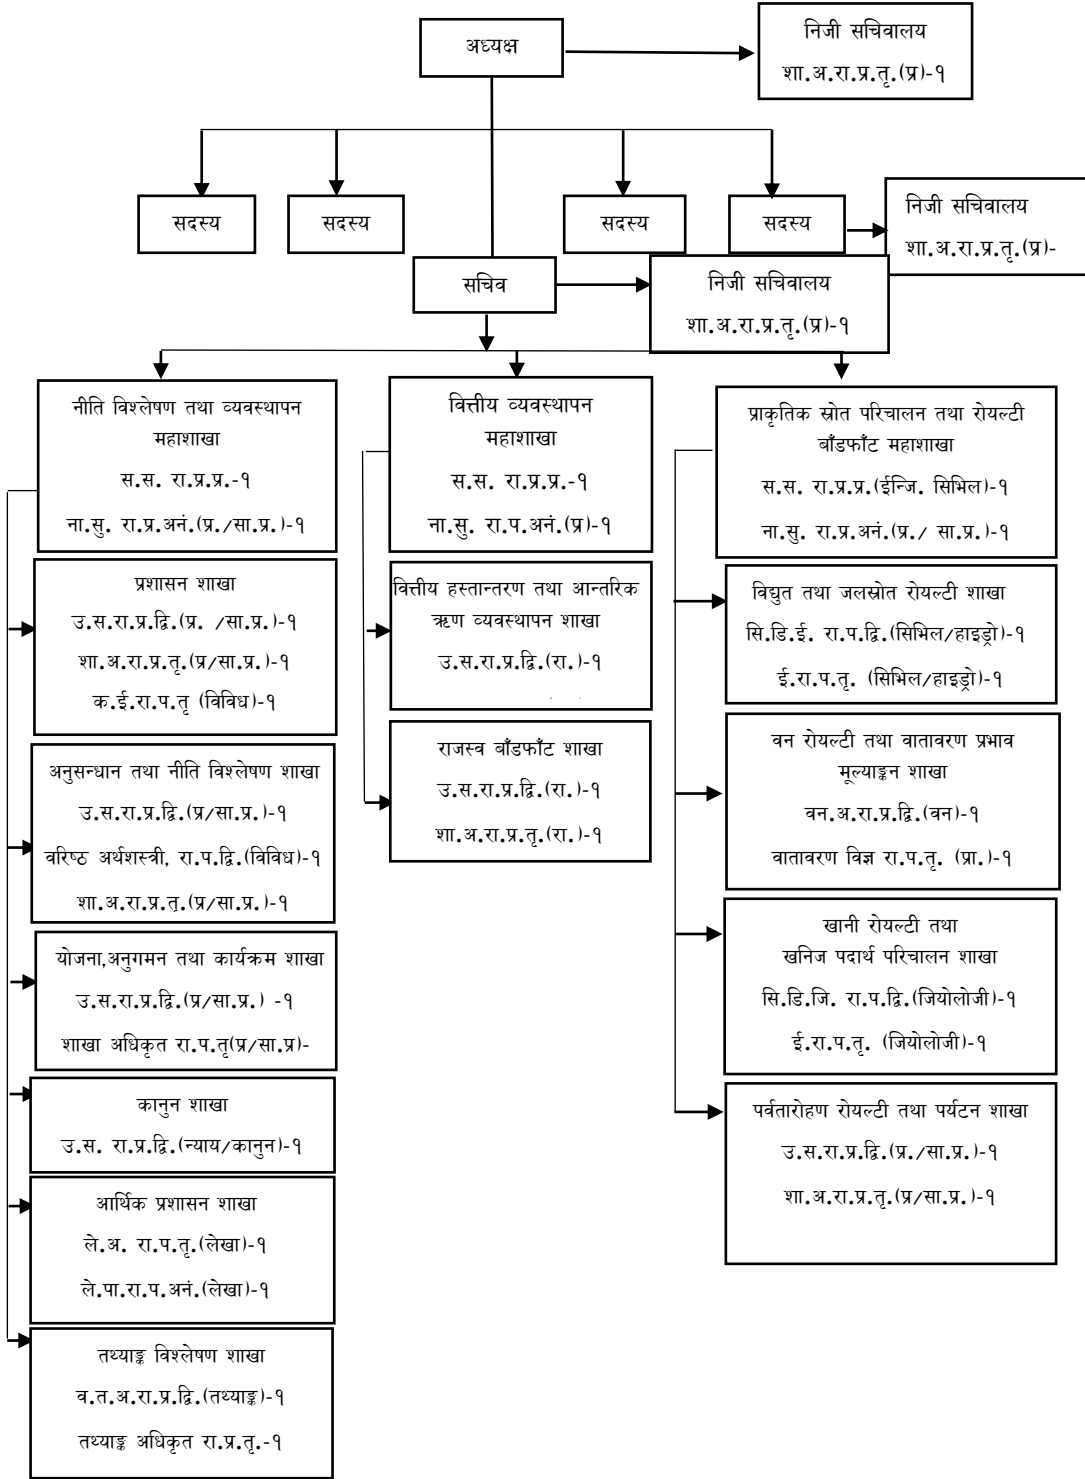 अध्यक्ष
निजी सचिवालय
शा.अ.रा.प्र.तृ.(प्र)-१
सदस्य
सदस्य
सदस्य
सदस्य
निजी सचिवालय
शा.अ.रा.प्र.तृ.(प्र)-
सचिव
निजी सचिवालय
शा.अ.रा.प्र.तृ.(प्र)-१
नीति विश्लेषण तथा व्यवस्थापन
महाशाखा
स.स. रा.प्र.प्र.-१
ना.सु. रा.प्र.अनं.(प्र./सा.प्र.)-१
प्रशासन शाखा
उ.स.रा.प्र.द्वि.(प्र. /सा.प्र.)-१
शा.अ.रा.प्र.तृ.(प्र/सा.प्र.)-१
क.ई.रा.प.तृ (विविध)-१
अनुसन्धान तथा नीति विश्लेषण शाखा
उ.स.रा.प्र.द्वि.(प्र/सा.प्र.)-१
वरिष्ठ अर्थशस्त्री, रा.प.द्वि.(विविध)-१
शा.अ.रा.प्र.तृ.(प्र/सा.प्र.)-१
योजना,अनुगमन तथा कार्यक्रम शाखा
उ.स.रा.प्र.द्वि.(प्र/सा.प्र.) -१
शाखा अधिकृत रा.प.तृ(प्र/सा.प्र)-
कानुन शाखा
उ.स. रा.प्र.द्वि.(न्याय/कानुन)-१
आर्थिक प्रशासन शाखा
ले.अ. रा.प.तृ.(लेखा)-१
ले.पा.रा.प.अनं.(लेखा)-१
तथ्याङ्क विश्लेषण शाखा
व.त.अ.रा.प्र.द्वि.(तथ्याङ्क)-१
तथ्याङ्क अधिकृत रा.प्र.तृ.-१
वित्तीय व्यवस्थापन
महाशाखा
स.स. रा.प्र.प्र.-१
ना.सु. रा.प.अनं.(प्र)-१
वित्तीय हस्तान्तरण तथा आन्तरिक
ऋण व्यवस्थापन शाखा
उ.स.रा.प्र.द्वि.(रा.)-१
राजस्व बाँडफाँट शाखा
उ.स.रा.प्र.द्वि.(रा.)-१
शा.अ.रा.प्र.तृ.(रा.)-१
प्राकृतिक स्रोत परिचालन तथा रोयल्टी
बाँडफाँट महाशाखा
स.स. रा.प्र.प्र.(ईन्जि. सिभिल)-१
ना.सु. रा.प्र.अनं.(प्र./ सा.प्र.)-१
विद्युत तथा जलस्रोत रोयल्टी शाखा
सि.डि.ई. रा.प.द्वि.(सिभिल/हाइड्रो)-१
ई.रा.प.तृ. (सिभिल/हाइड्रो)-१
वन रोयल्टी तथा वातावरण प्रभाव
मूल्याङ्कन शाखा
वन.अ.रा.प्र.द्वि.(वन)-१
वातावरण विज्ञ रा.प.तृ. (प्रा.)-१
खानी रोयल्टी तथा
खनिज पदार्थ परिचालन शाखा
सि.डि.जि. रा.प.द्वि.(जियोलोजी)-१
ई.रा.प.तृ. (जियोलोजी)-१
पर्वतारोहण रोयल्टी तथा पर्यटन शाखा
उ.स.रा.प्र.द्वि.(प्र./सा.प्र.)-१
शा.अ.रा.प्र.तृ.(प्र/सा.प्र.)-१